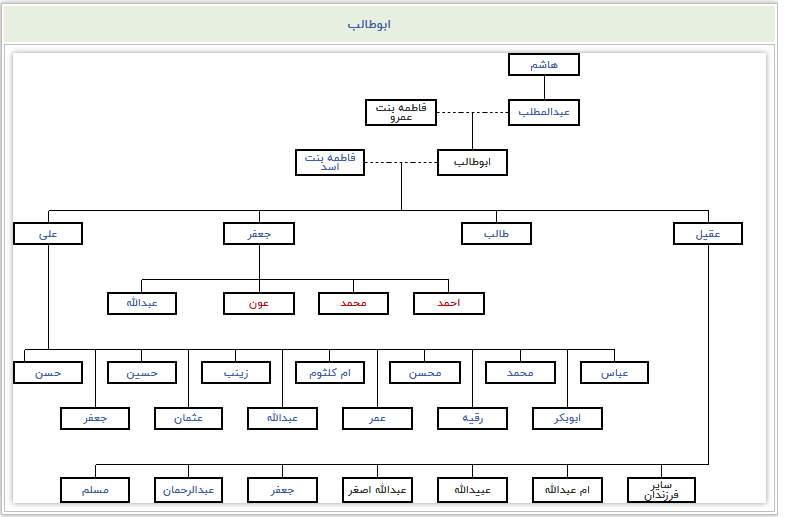 ابوطالب
هاشم
عبدالمطلب
فاطمه بنت
عمرو
ابوطالب
فاطمه بنت
اسد
عقیل
طالب
جعفر
علی
احمد
محمد
عون
عبدالله
عباس
محمد
محسن
ام کلثوم
زینب
حسین
حسن
ابوبکر
رقیه
عمر
عبدالله
عثمان
جعفر
سایر
فرزندان
ام عبدالله
عبیدالله
عبدالله اصغر
جعفر
عبدالرحمان
مسلم